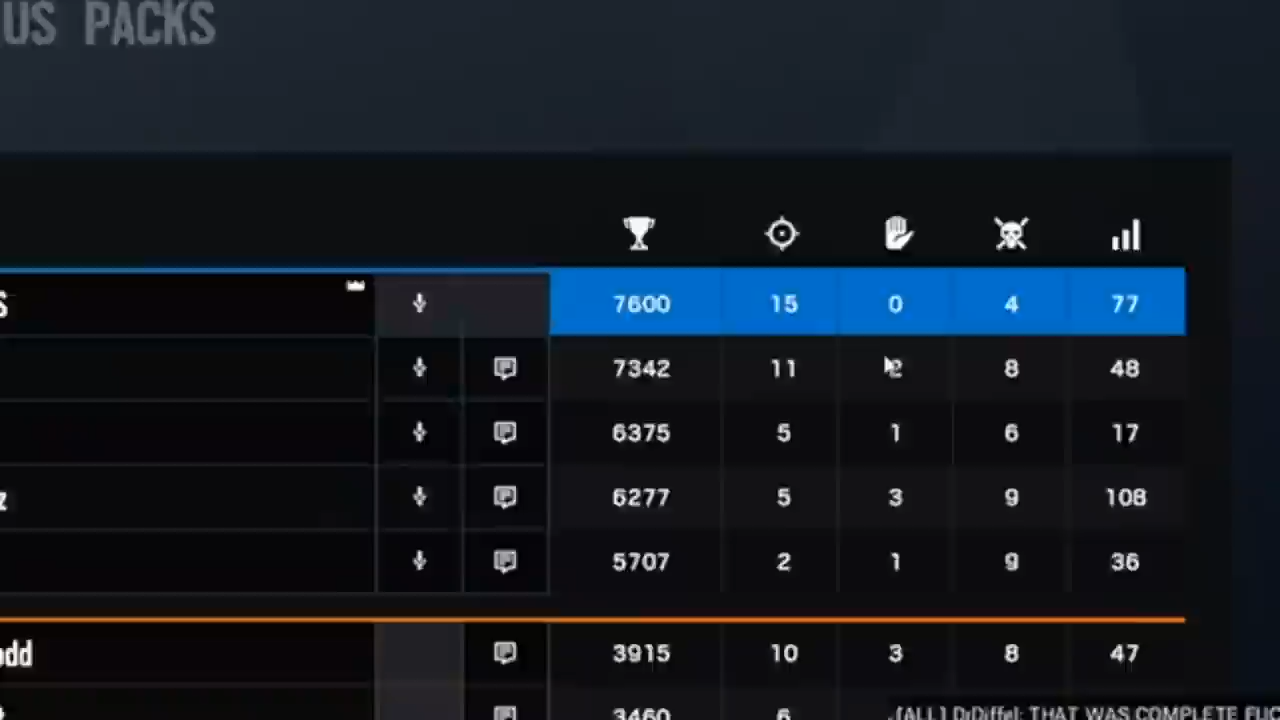 US PACKS
S
7600 15 0 4 77
7342 11 2 8 48
6375 5 1 6 17
z
6277 5 3 9 108
5707 2 1 9 36
odd
3915 10 3 8 47
3460 6
[ALL] DrDiffel: THAT WAS COMPLETE FUC